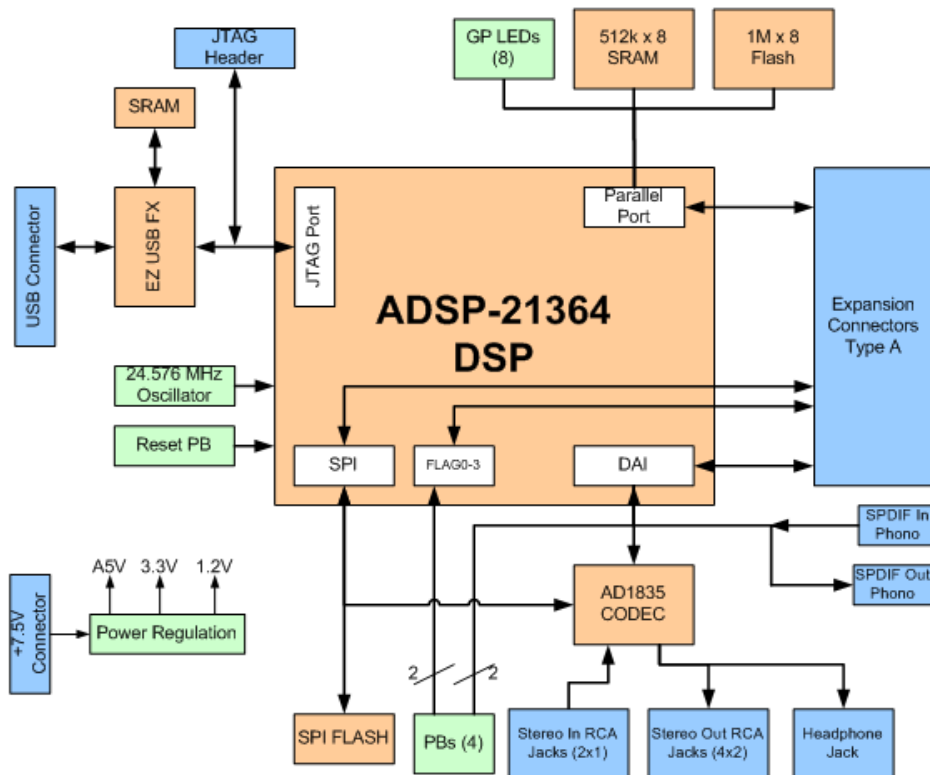 JTAG
Header
GP LEDs
(8)
512k x 8
SRAM
1M x 8
Flash
SRAM
USB Connector
EZ USB FX
JTAG Port
Parallel
Port
ADSP-21364
DSP
Expansion
Connectors
Type A
24.576 MHz
Oscillator
Reset PB
SPI
FLAG0-3
DAI
SPDIF In
Phono
SPDIF Out
Phono
A5V
3.3V
1.2V
+7.5V
Connector
Power Regulation
AD1835
CODEC
2
2
SPI FLASH
PBs (4)
Stereo In RCA
Jacks (2x1)
Stereo Out RCA
Jacks (4x2)
Headphone
Jack